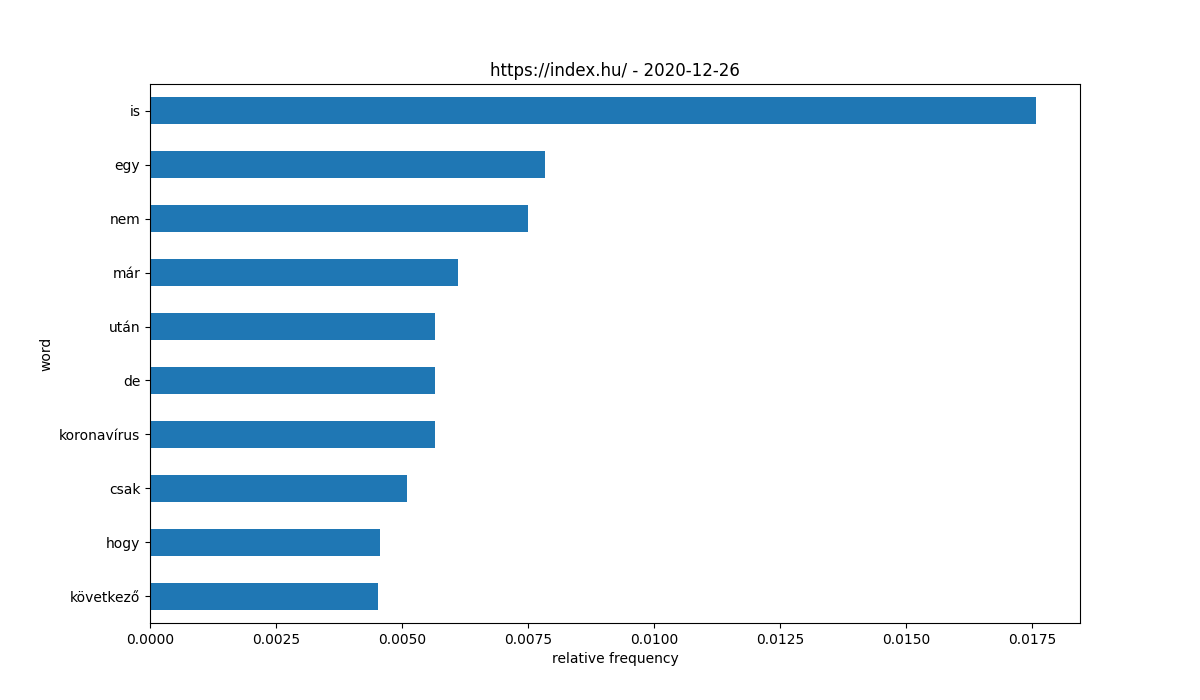 https://index.hu/ - 2020-12-26
is
egy
nem
már
után
de
koronavírus
csak
hogy
következő
word
0.0000 0.0025 0.0050 0.0075 0.0100 0.0125 0.0150 0.0175
relative frequency